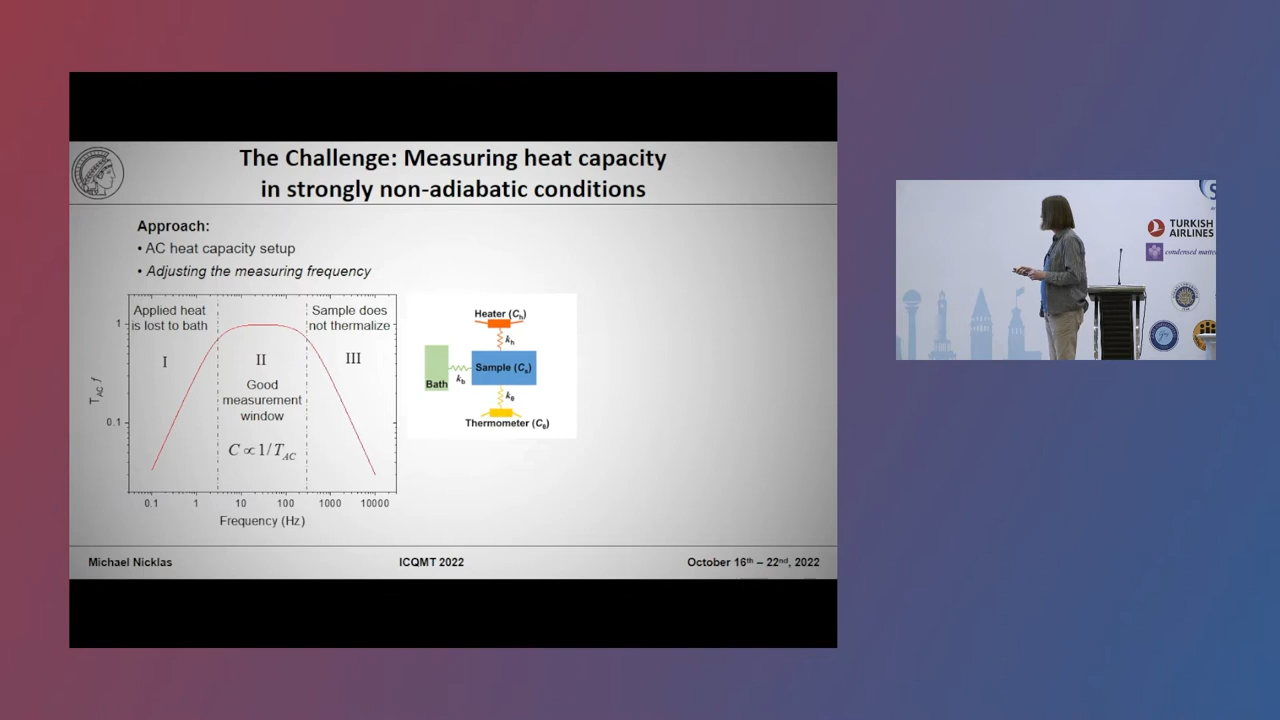 The Challenge: Measuring heat capacity
in strongly non-adiabatic conditions
Approach:
• AC heat capacity setup
• Adjusting the measuring frequency
Applied heat
is lost to bath
Sample does
not thermalize
I
II
III
Good
measurement
window
C ∝ 1/T_AC
1
0.1
T_AC f
0.1 1 10 100 1000 10000
Frequency (Hz)
Heater (C_h)
k_h
Sample (C_s)
Bath
k_b
k_θ
Thermometer (C_θ)
Michael Nicklas
ICQMT 2022
October 16th – 22nd, 2022
TURKISH
AIRLINES
condensed matte